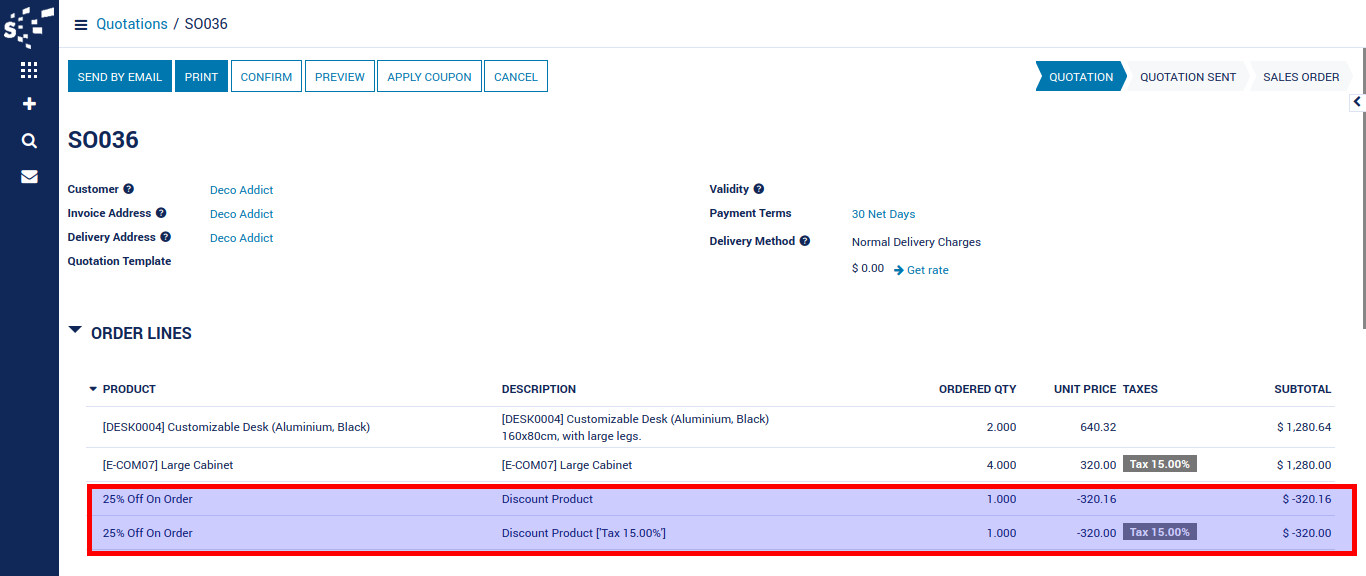 S
Quotations / SO036
SEND BY EMAIL PRINT CONFIRM PREVIEW APPLY COUPON CANCEL QUOTATION QUOTATION SENT SALES ORDER
SO036
Customer ? Deco Addict Validity ?
Invoice Address ? Deco Addict Payment Terms 30 Net Days
Delivery Address ? Deco Addict Delivery Method ? Normal Delivery Charges
Quotation Template
$ 0.00 Get rate
ORDER LINES
PRODUCT DESCRIPTION ORDERED QTY UNIT PRICE TAXES SUBTOTAL
[DESK0004] Customizable Desk (Aluminium, Black) [DESK0004] Customizable Desk (Aluminium, Black) 2.000 640.32 $ 1,280.64
160x80cm, with large legs.
[E-COM07] Large Cabinet [E-COM07] Large Cabinet 4.000 320.00 Tax 15.00% $ 1,280.00
25% Off On Order Discount Product 1.000 -320.16 $ -320.16
25% Off On Order Discount Product ['Tax 15.00%'] 1.000 -320.00 Tax 15.00% $ -320.00